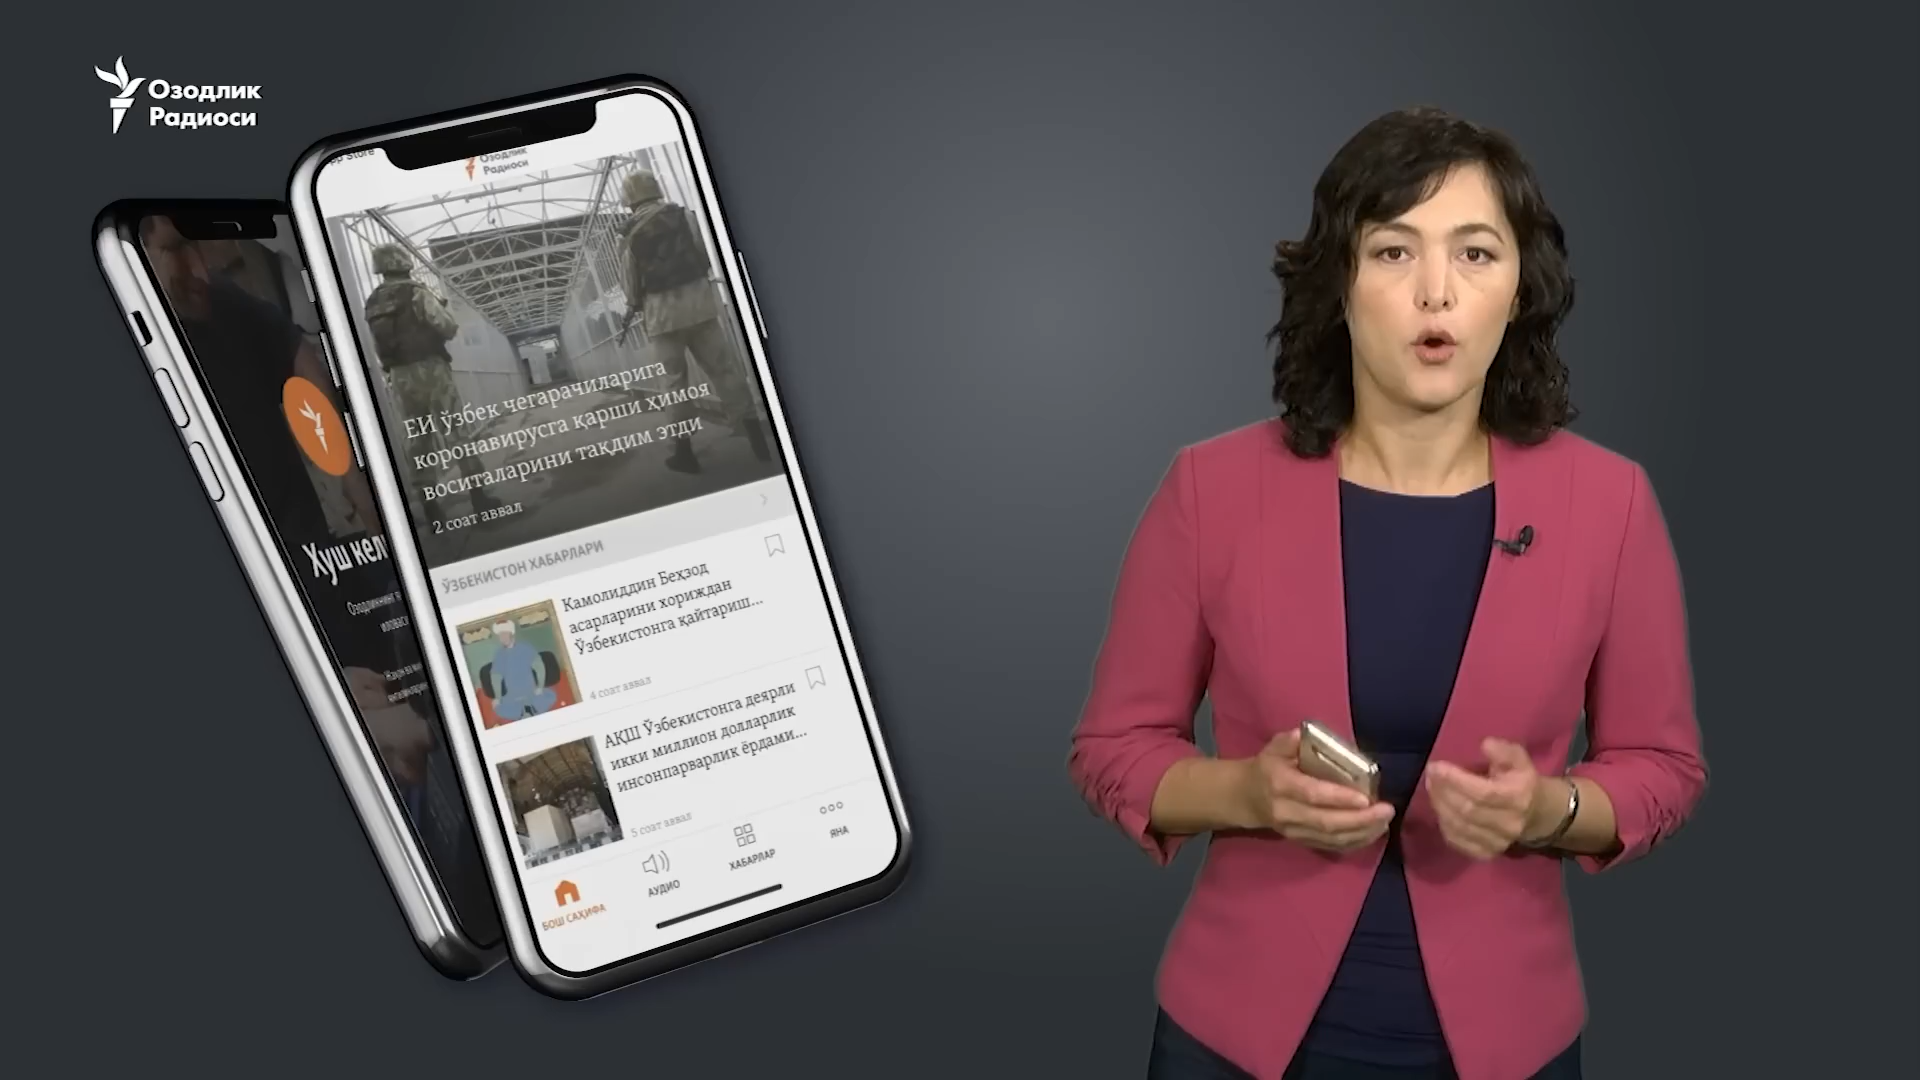 Озодлик
Радиоси
pp Store
Озодлик
Радиоси
ЕИ ўзбек чегарачиларига
коронавирусга қарши ҳимоя
воситаларини тақдим этди
2 соат аввал
ЎЗБЕКИСТОН ХАБАРЛАРИ
Камолиддин Беҳзод
асарларини хориждан
Ўзбекистонга қайтариш...
4 соат аввал
АҚШ Ўзбекистонга деярли
икки миллион долларлик
инсонпарварлик ёрдами...
5 соат аввал
БОШ САҲИФА
АУДИО
ХАБАРЛАР
ЯНА
Хуш кел